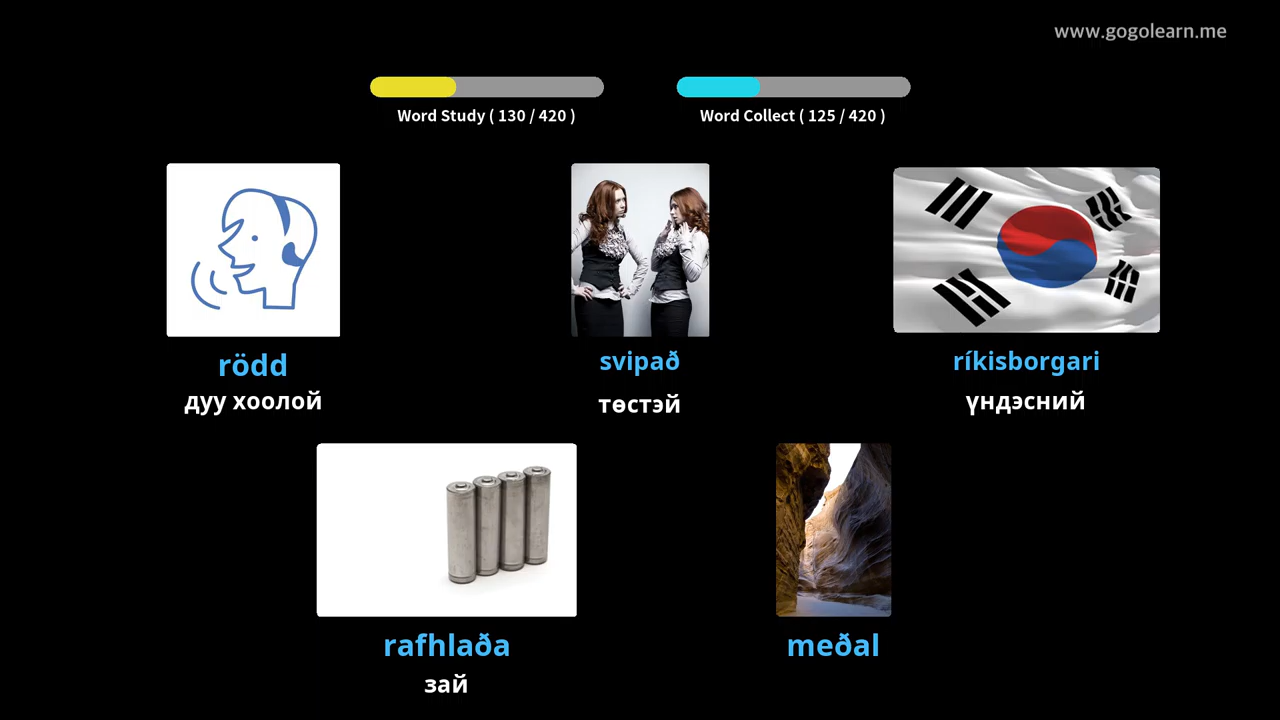 www.gogolearn.me
Word Study ( 130 / 420 )
Word Collect ( 125 / 420 )
rödd
дуу хоолой
svipað
төстэй
ríkisborgari
үндэсний
rafhlaða
зай
meðal